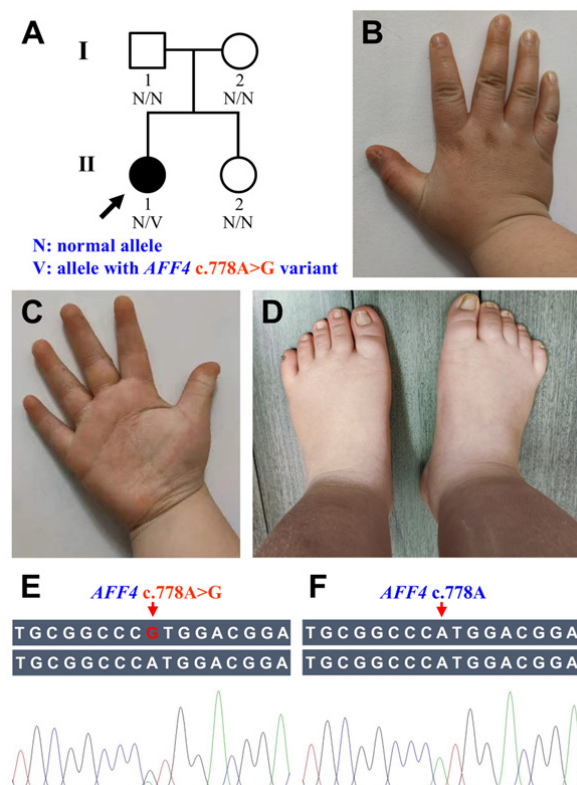 A
B
I
1
2
N/N
N/N
II
1
2
N/V
N/N
N: normal allele
V: allele with AFF4 c.778A>G variant
C
D
E
F
AFF4 c.778A>G
AFF4 c.778A
TGCGGCCCGTGGACGGA
TGCGGCCCATGGACGGA
TGCGGCCCATGGACGGA
TGCGGCCCATGGACGGA